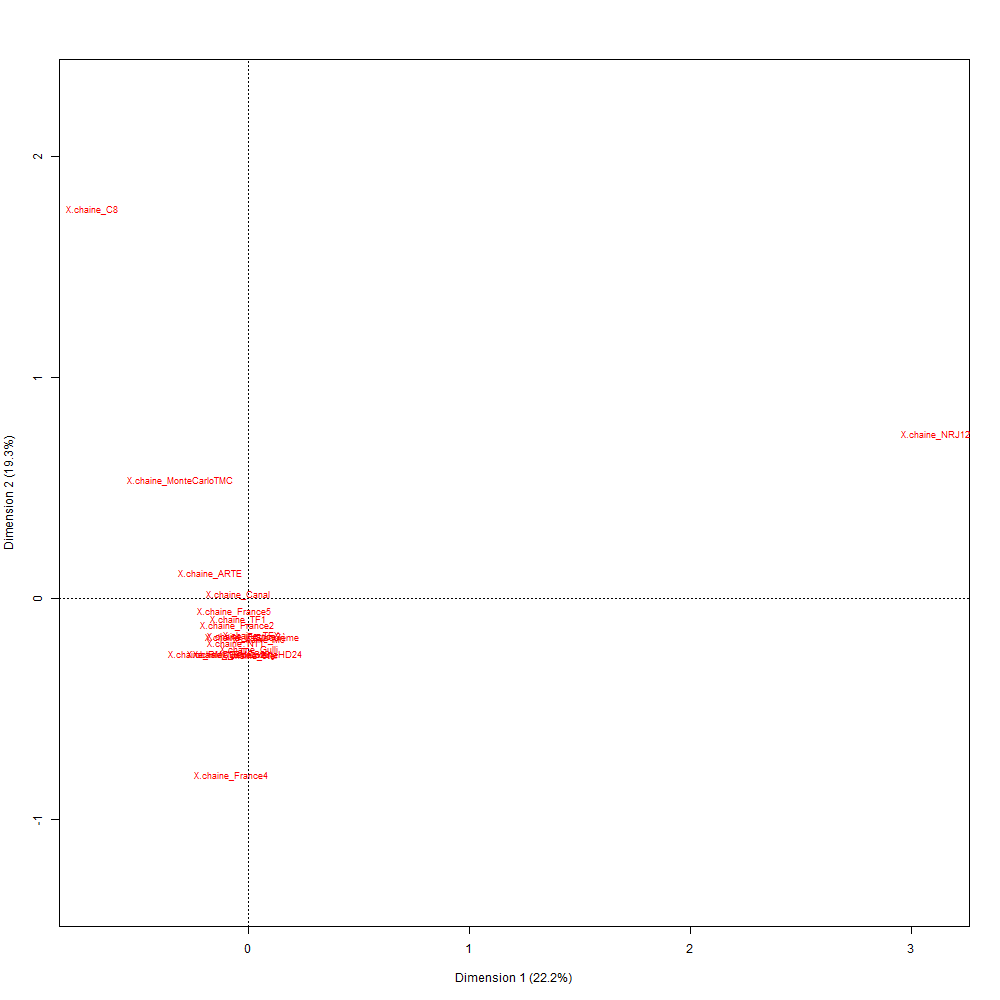 2
X.chaine_C8
1
X.chaine_NRJ12
X.chaine_MonteCarloTMC
X.chaine_ARTE
X.chaine_Canal
0
X.chaine_France5
X.chaine_TF1
X.chaine_France2
X.chaine_France4
-1
0
1
2
3
Dimension 1 (22.2%)
Dimension 2 (19.3%)